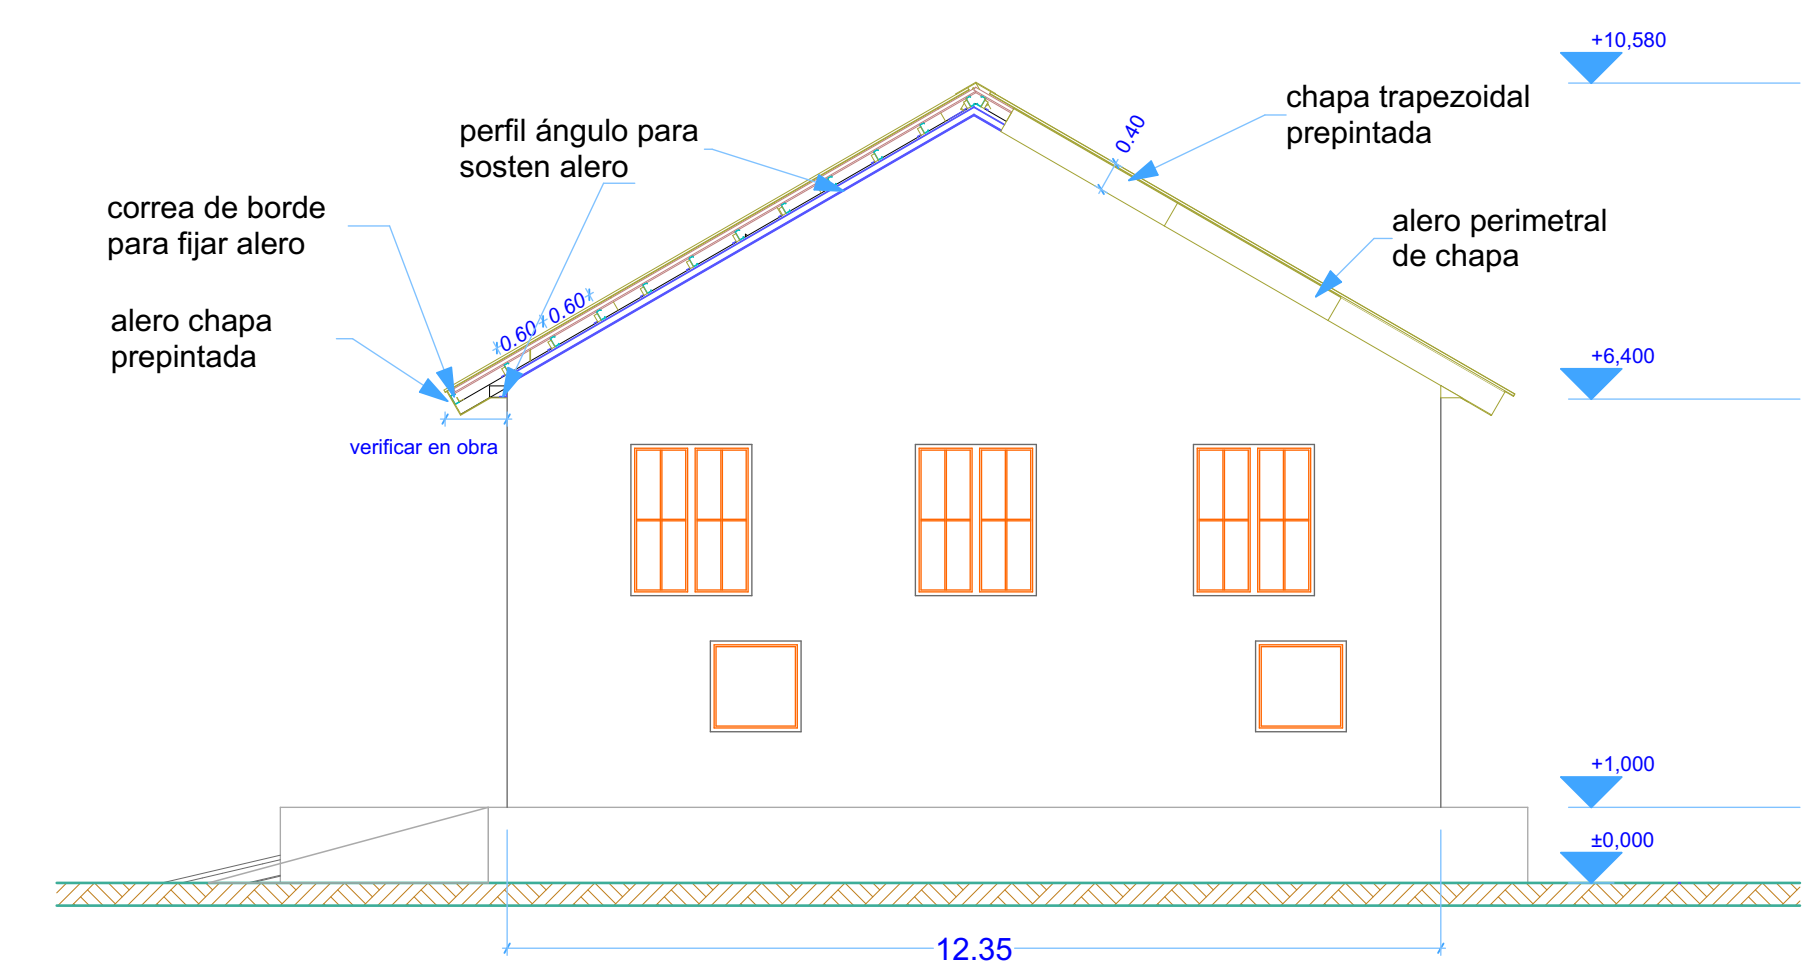 +10,580
chapa trapezoidal
prepintada
0.40
perfil ángulo para
sosten alero
correa de borde
para fijar alero
alero perimetral
de chapa
0.60
0.60
alero chapa
prepintada
+6,400
verificar en obra
+1,000
±0,000
12.35